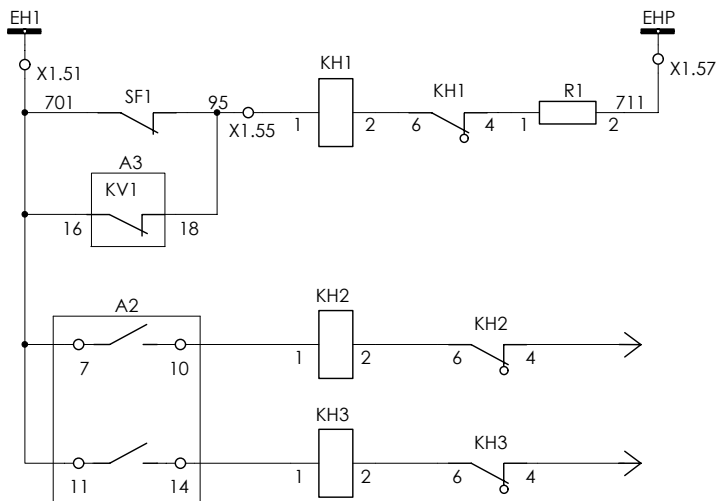 EH1 EHP
X1.51 KH1 X1.57
701 SF1 95 KH1 R1 711
X1.55 1 2 6 4 1 2
A3
KV1
16 18
A2 KH2
KH2
7 10 1 2 6 4
KH3
KH3
11 14 1 2 6 4